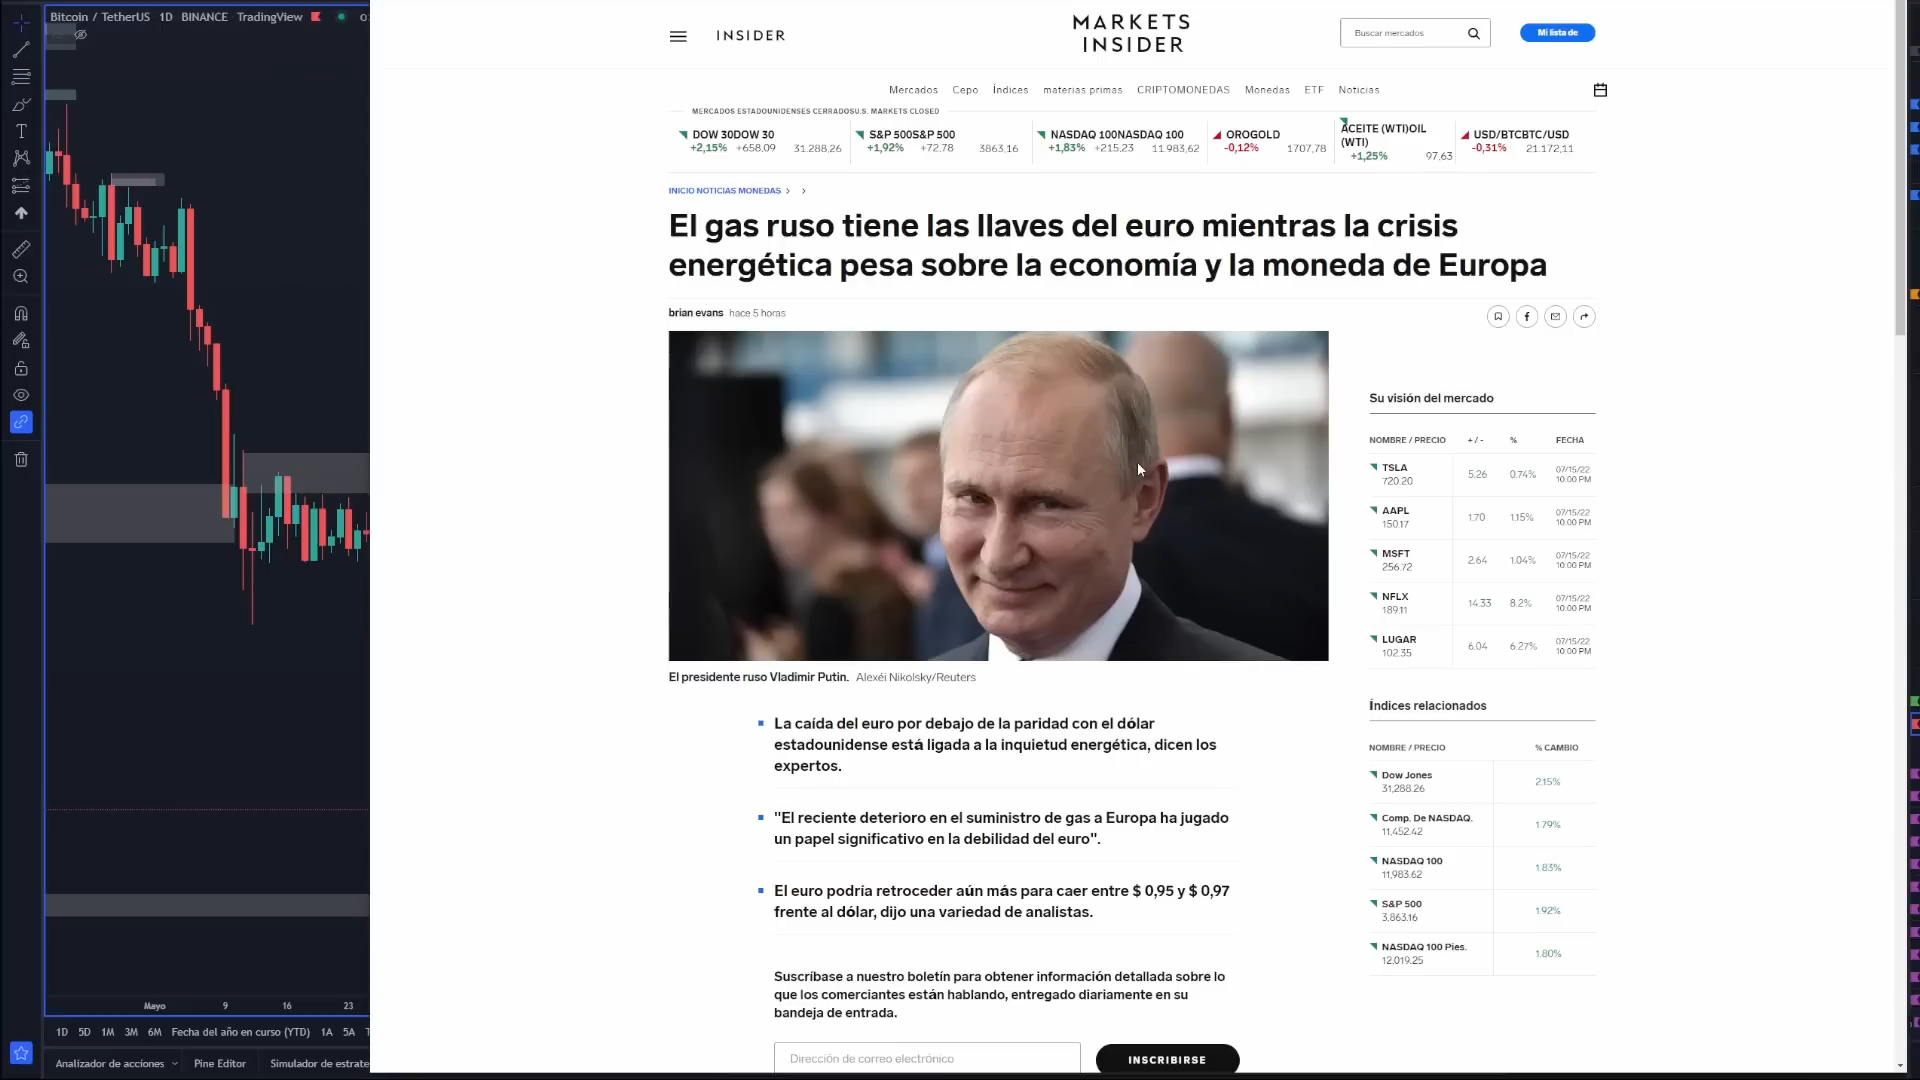 Bitcoin / TetherUS 1D BINANCE TradingView
INSIDER
MARKETS
INSIDER
Buscar mercados
Mi lista de
Mercados Cepo Índices materias primas CRIPTOMONEDAS Monedas ETF Noticias
MERCADOS ESTADOUNIDENSES CERRADOSU.S. MARKETS CLOSED
DOW 30DOW 30
+2,15% +658,09 31.288,26
S&P 500S&P 500
+1,92% +72,78 3863,16
NASDAQ 100NASDAQ 100
+1,83% +215,23 11.983,62
OROGOLD
-0,12% 1707,78
ACEITE (WTI)OIL
(WTI)
+1,25% 97,63
USD/BTCBTC/USD
-0,31% 21.172,11
INICIO NOTICIAS MONEDAS > >
El gas ruso tiene las llaves del euro mientras la crisis
energética pesa sobre la economía y la moneda de Europa
brian evans hace 5 horas
El presidente ruso Vladimir Putin. Alexéi Nikolsky/Reuters
La caída del euro por debajo de la paridad con el dólar
estadounidense está ligada a la inquietud energética, dicen los
expertos.
"El reciente deterioro en el suministro de gas a Europa ha jugado
un papel significativo en la debilidad del euro".
El euro podría retroceder aún más para caer entre $ 0,95 y $ 0,97
frente al dólar, dijo una variedad de analistas.
Suscríbase a nuestro boletín para obtener información detallada sobre lo
que los comerciantes están hablando, entregado diariamente en su
bandeja de entrada.
Dirección de correo electrónico
INSCRIBIRSE
Su visión del mercado
NOMBRE / PRECIO + / - % FECHA
TSLA
720.20 5.26 0.74% 07/15/22
10:00 PM
AAPL
150.17 1.70 1.15% 07/15/22
10:00 PM
MSFT
256.72 2.64 1.04% 07/15/22
10:00 PM
NFLX
189.11 14.33 8.2% 07/15/22
10:00 PM
LUGAR
102.35 6.04 6.27% 07/15/22
10:00 PM
Índices relacionados
NOMBRE / PRECIO % CAMBIO
Dow Jones
31,288.26 2.15%
Comp. De NASDAQ.
11,452.42 1.79%
NASDAQ 100
11,983.62 1.83%
S&P 500
3,863.16 1.92%
NASDAQ 100 Pies.
12,019.25 1.80%
Mayo 9 16 23
1D 5D 1M 3M 6M Fecha del año en curso (YTD) 1A 5A T
Analizador de acciones Pine Editor Simulador de estrate